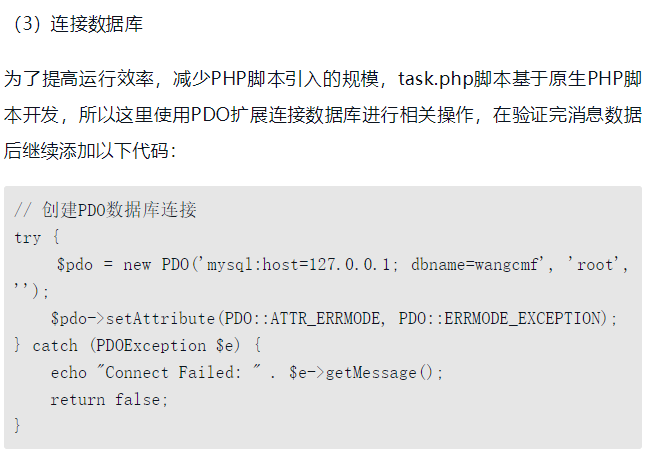 （3）连接数据库
为了提高运行效率，减少PHP脚本引入的规模，task.php脚本基于原生PHP脚
本开发，所以这里使用PDO扩展连接数据库进行相关操作，在验证完消息数据
后继续添加以下代码：
// 创建PDO数据库连接
try {
    $pdo = new PDO('mysql:host=127.0.0.1; dbname=wangcmf', 'root',
'');
    $pdo->setAttribute(PDO::ATTR_ERRMODE, PDO::ERRMODE_EXCEPTION);
} catch (PDOException $e) {
    echo "Connect Failed: " . $e->getMessage();
    return false;
}